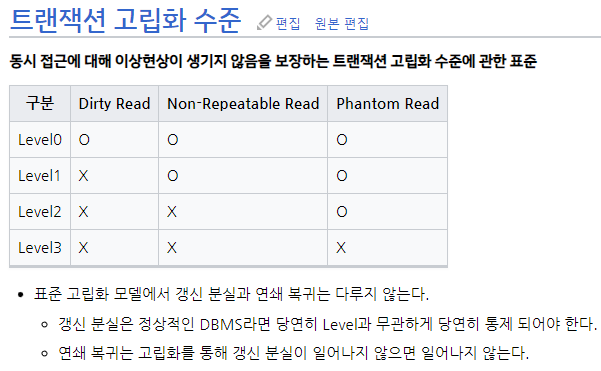 트랜잭션 고립화 수준 편집 원본 편집
동시 접근에 대해 이상현상이 생기지 않음을 보장하는 트랜잭션 고립화 수준에 관한 표준
구분 Dirty Read Non-Repeatable Read Phantom Read
Level0 O O O
Level1 X O O
Level2 X X O
Level3 X X X
표준 고립화 모델에서 갱신 분실과 연쇄 복귀는 다루지 않는다.
갱신 분실은 정상적인 DBMS라면 당연히 Level과 무관하게 당연히 통제 되어야 한다.
연쇄 복귀는 고립화를 통해 갱신 분실이 일어나지 않으면 일어나지 않는다.